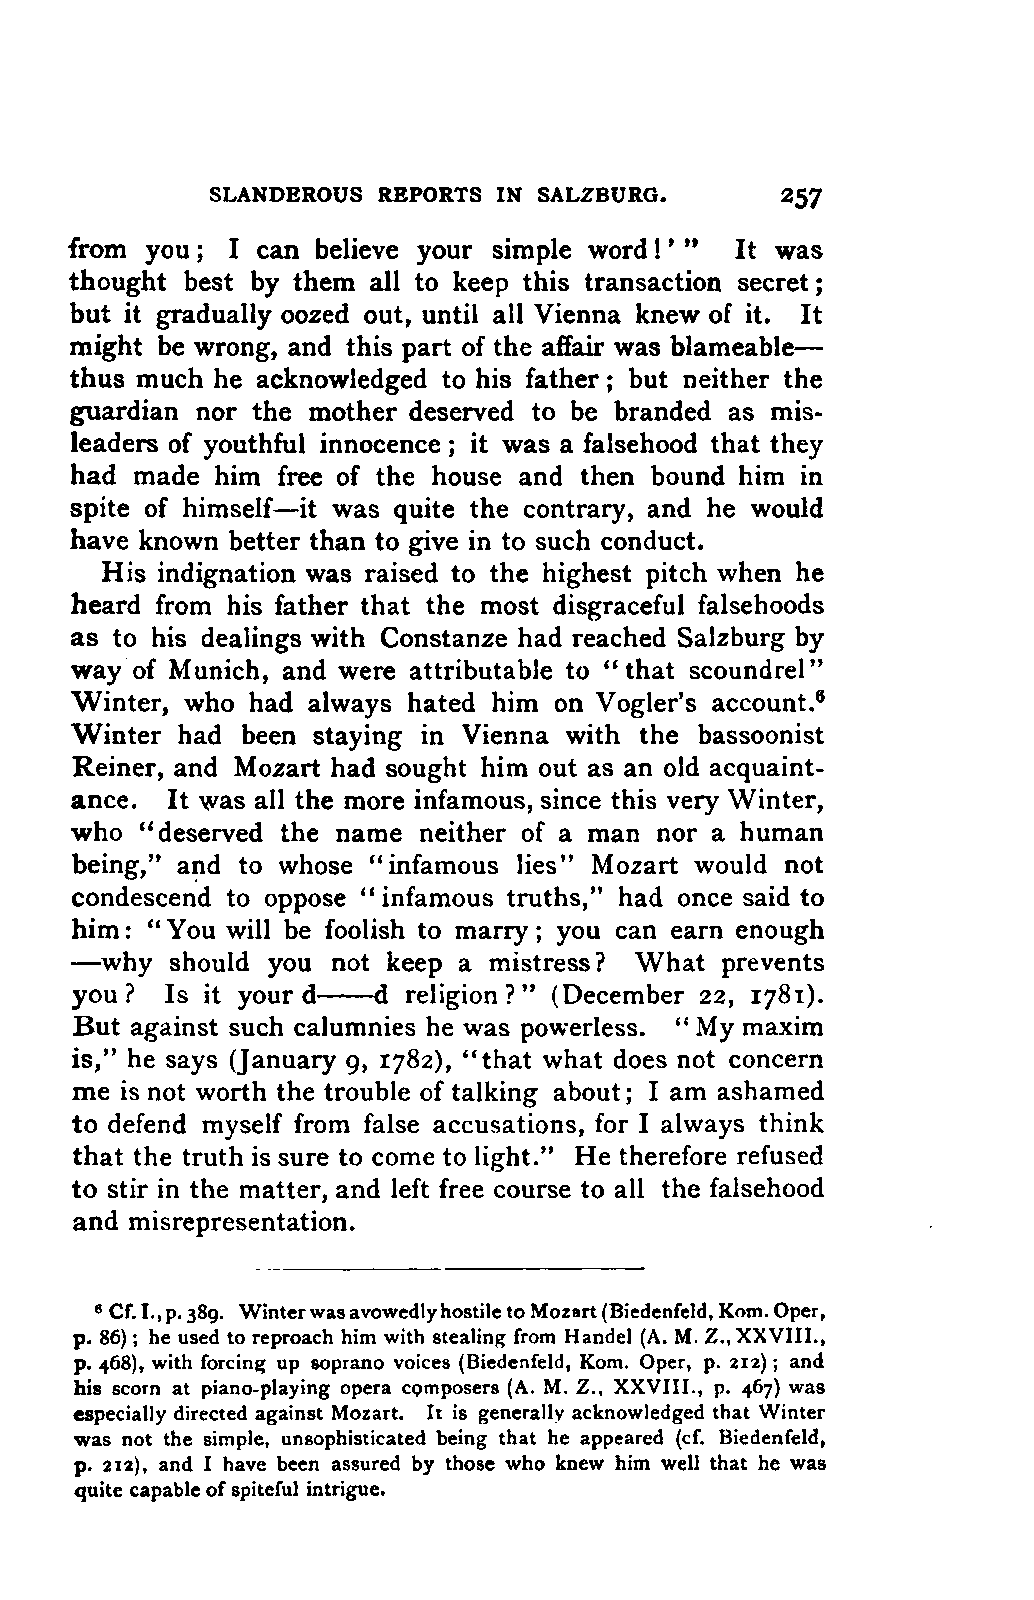 SLANDEROUS REPORTS IN SALZBURG. 257
from you; I can believe your simple word!'" It was
thought best by them all to keep this transaction secret;
but it gradually oozed out, until all Vienna knew of it. It
might be wrong, and this part of the affair was blameable—
thus much he acknowledged to his father; but neither the
guardian nor the mother deserved to be branded as mis-
leaders of youthful innocence; it was a falsehood that they
had made him free of the house and then bound him in
spite of himself—it was quite the contrary, and he would
have known better than to give in to such conduct.
His indignation was raised to the highest pitch when he
heard from his father that the most disgraceful falsehoods
as to his dealings with Constanze had reached Salzburg by
way of Munich, and were attributable to "that scoundrel"
Winter, who had always hated him on Vogler's account.⁶
Winter had been staying in Vienna with the bassoonist
Reiner, and Mozart had sought him out as an old acquaint-
ance. It was all the more infamous, since this very Winter,
who "deserved the name neither of a man nor a human
being," and to whose "infamous lies" Mozart would not
condescend to oppose "infamous truths," had once said to
him: "You will be foolish to marry; you can earn enough
—why should you not keep a mistress? What prevents
you? Is it your d——d religion?" (December 22, 1781).
But against such calumnies he was powerless. "My maxim
is," he says (January 9, 1782), "that what does not concern
me is not worth the trouble of talking about; I am ashamed
to defend myself from false accusations, for I always think
that the truth is sure to come to light." He therefore refused
to stir in the matter, and left free course to all the falsehood
and misrepresentation.
⁶ Cf. I., p. 389. Winter was avowedly hostile to Mozart (Biedenfeld, Kom. Oper,
p. 86); he used to reproach him with stealing from Handel (A. M. Z., XXVIII.,
p. 468), with forcing up soprano voices (Biedenfeld, Kom. Oper, p. 212); and
his scorn at piano-playing opera composers (A. M. Z., XXVIII., p. 467) was
especially directed against Mozart. It is generally acknowledged that Winter
was not the simple, unsophisticated being that he appeared (cf. Biedenfeld,
p. 212), and I have been assured by those who knew him well that he was
quite capable of spiteful intrigue.